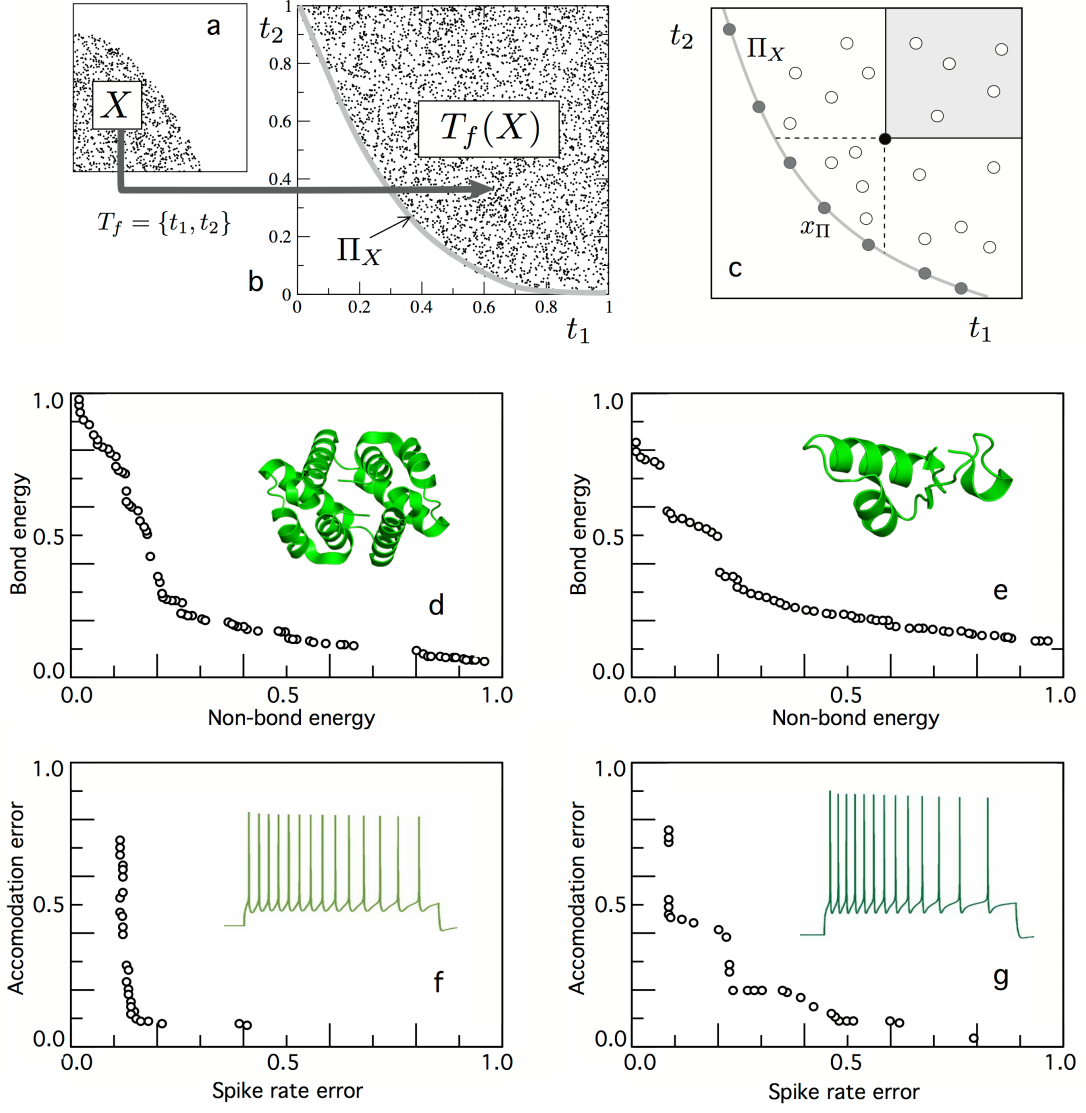 a
X
T_f = {t_1, t_2}
t_2
1
0.8
0.6
0.4
0.2
0
T_f(X)
Π_X
b
0 0.2 0.4 0.6 0.8 1
t_1
t_2
Π_X
x_Π
c
t_1
Bond energy
1.0
0.5
0.0
d
0.0 0.5 1.0
Non-bond energy
Bond energy
1.0
0.5
0.0
e
0.0 0.5 1.0
Non-bond energy
Accomodation error
1.0
0.5
0.0
f
0.0 0.5 1.0
Spike rate error
Accomodation error
1.0
0.5
0.0
g
0.0 0.5 1.0
Spike rate error